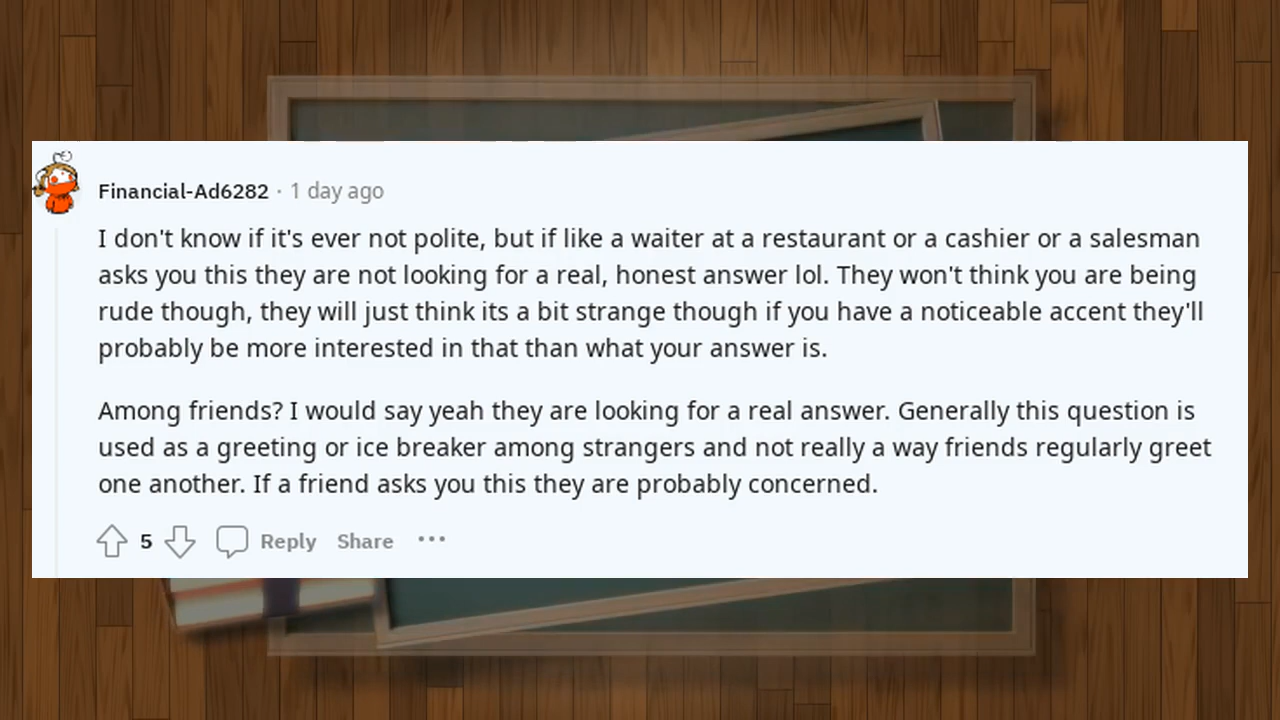 Financial-Ad6282 · 1 day ago
I don't know if it's ever not polite, but if like a waiter at a restaurant or a cashier or a salesman
asks you this they are not looking for a real, honest answer lol. They won't think you are being
rude though, they will just think its a bit strange though if you have a noticeable accent they'll
probably be more interested in that than what your answer is.
Among friends? I would say yeah they are looking for a real answer. Generally this question is
used as a greeting or ice breaker among strangers and not really a way friends regularly greet
one another. If a friend asks you this they are probably concerned.
5 Reply Share ···